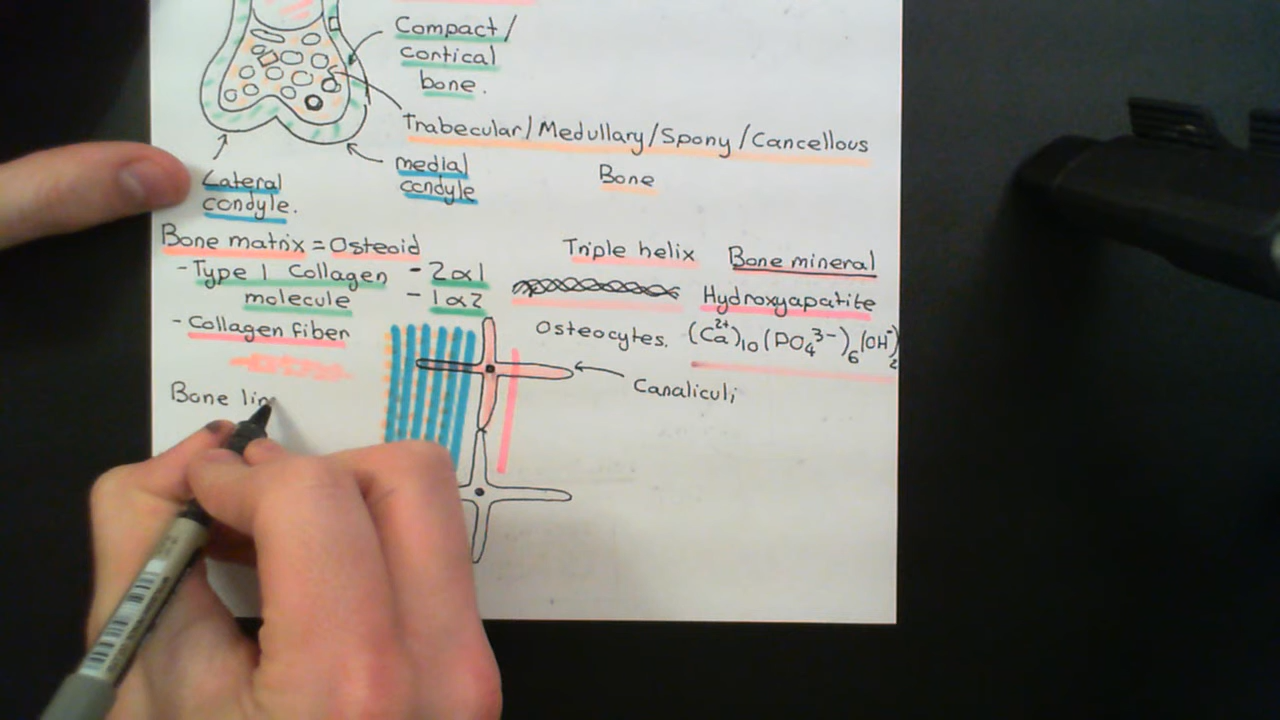 Compact /
cortical
bone.
Trabecular/Medullary/Spony/Cancellous
Bone
medial
condyle
Lateral
condyle.
Bone matrix = Osteoid
- Type 1 Collagen - 2α1
molecule - 1α2
- Collagen fiber
Triple helix
Bone mineral
Hydroxyapatite
(Ca²⁺)₁₀(PO₄³⁻)₆(OH⁻)₂
Osteocytes.
Canaliculi
Bone lin